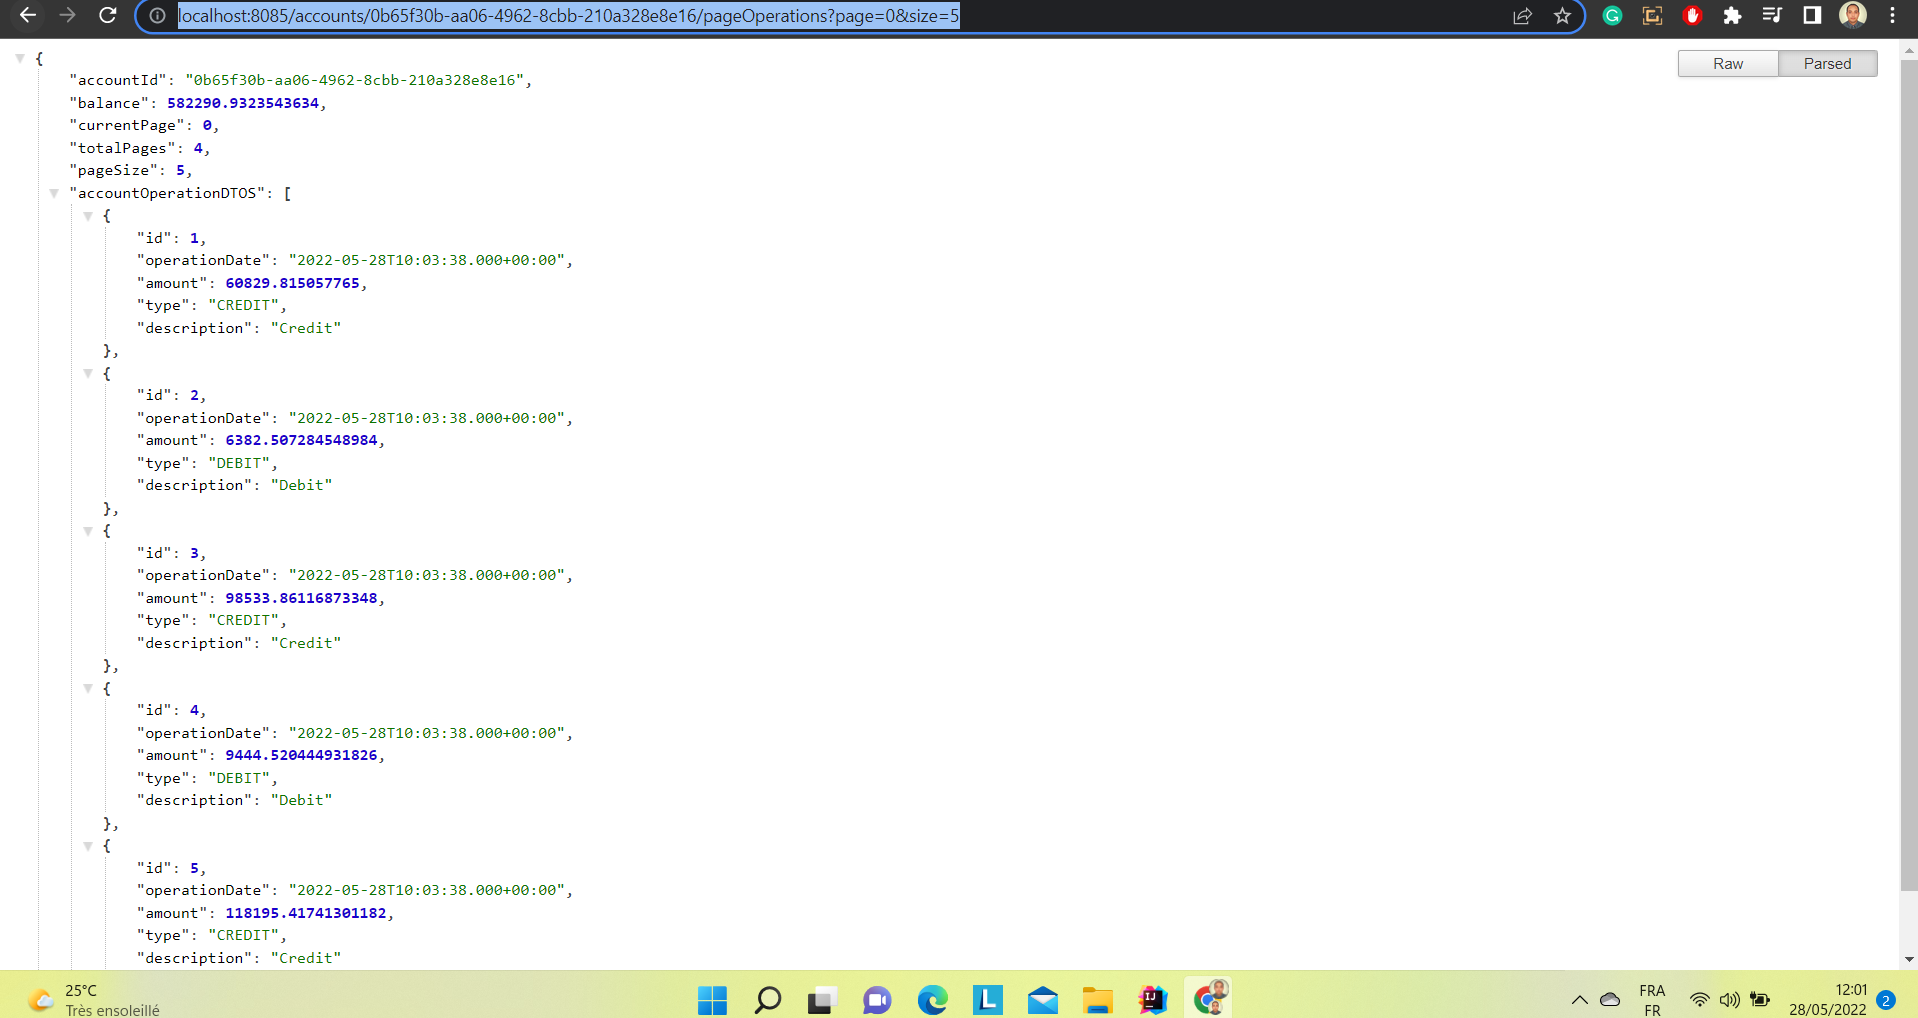 localhost:8085/accounts/0b65f30b-aa06-4962-8cbb-210a328e8e16/pageOperations?page=0&size=5
Raw Parsed
{
"accountId": "0b65f30b-aa06-4962-8cbb-210a328e8e16",
"balance": 582290.9323543634,
"currentPage": 0,
"totalPages": 4,
"pageSize": 5,
"accountOperationDTOS": [
{
"id": 1,
"operationDate": "2022-05-28T10:03:38.000+00:00",
"amount": 60829.815057765,
"type": "CREDIT",
"description": "Credit"
},
{
"id": 2,
"operationDate": "2022-05-28T10:03:38.000+00:00",
"amount": 6382.507284548984,
"type": "DEBIT",
"description": "Debit"
},
{
"id": 3,
"operationDate": "2022-05-28T10:03:38.000+00:00",
"amount": 98533.86116873348,
"type": "CREDIT",
"description": "Credit"
},
{
"id": 4,
"operationDate": "2022-05-28T10:03:38.000+00:00",
"amount": 9444.520444931826,
"type": "DEBIT",
"description": "Debit"
},
{
"id": 5,
"operationDate": "2022-05-28T10:03:38.000+00:00",
"amount": 118195.41741301182,
"type": "CREDIT",
"description": "Credit"
25°C
Très ensoleillé
L
IJ
FRA
FR
12:01
28/05/2022
2